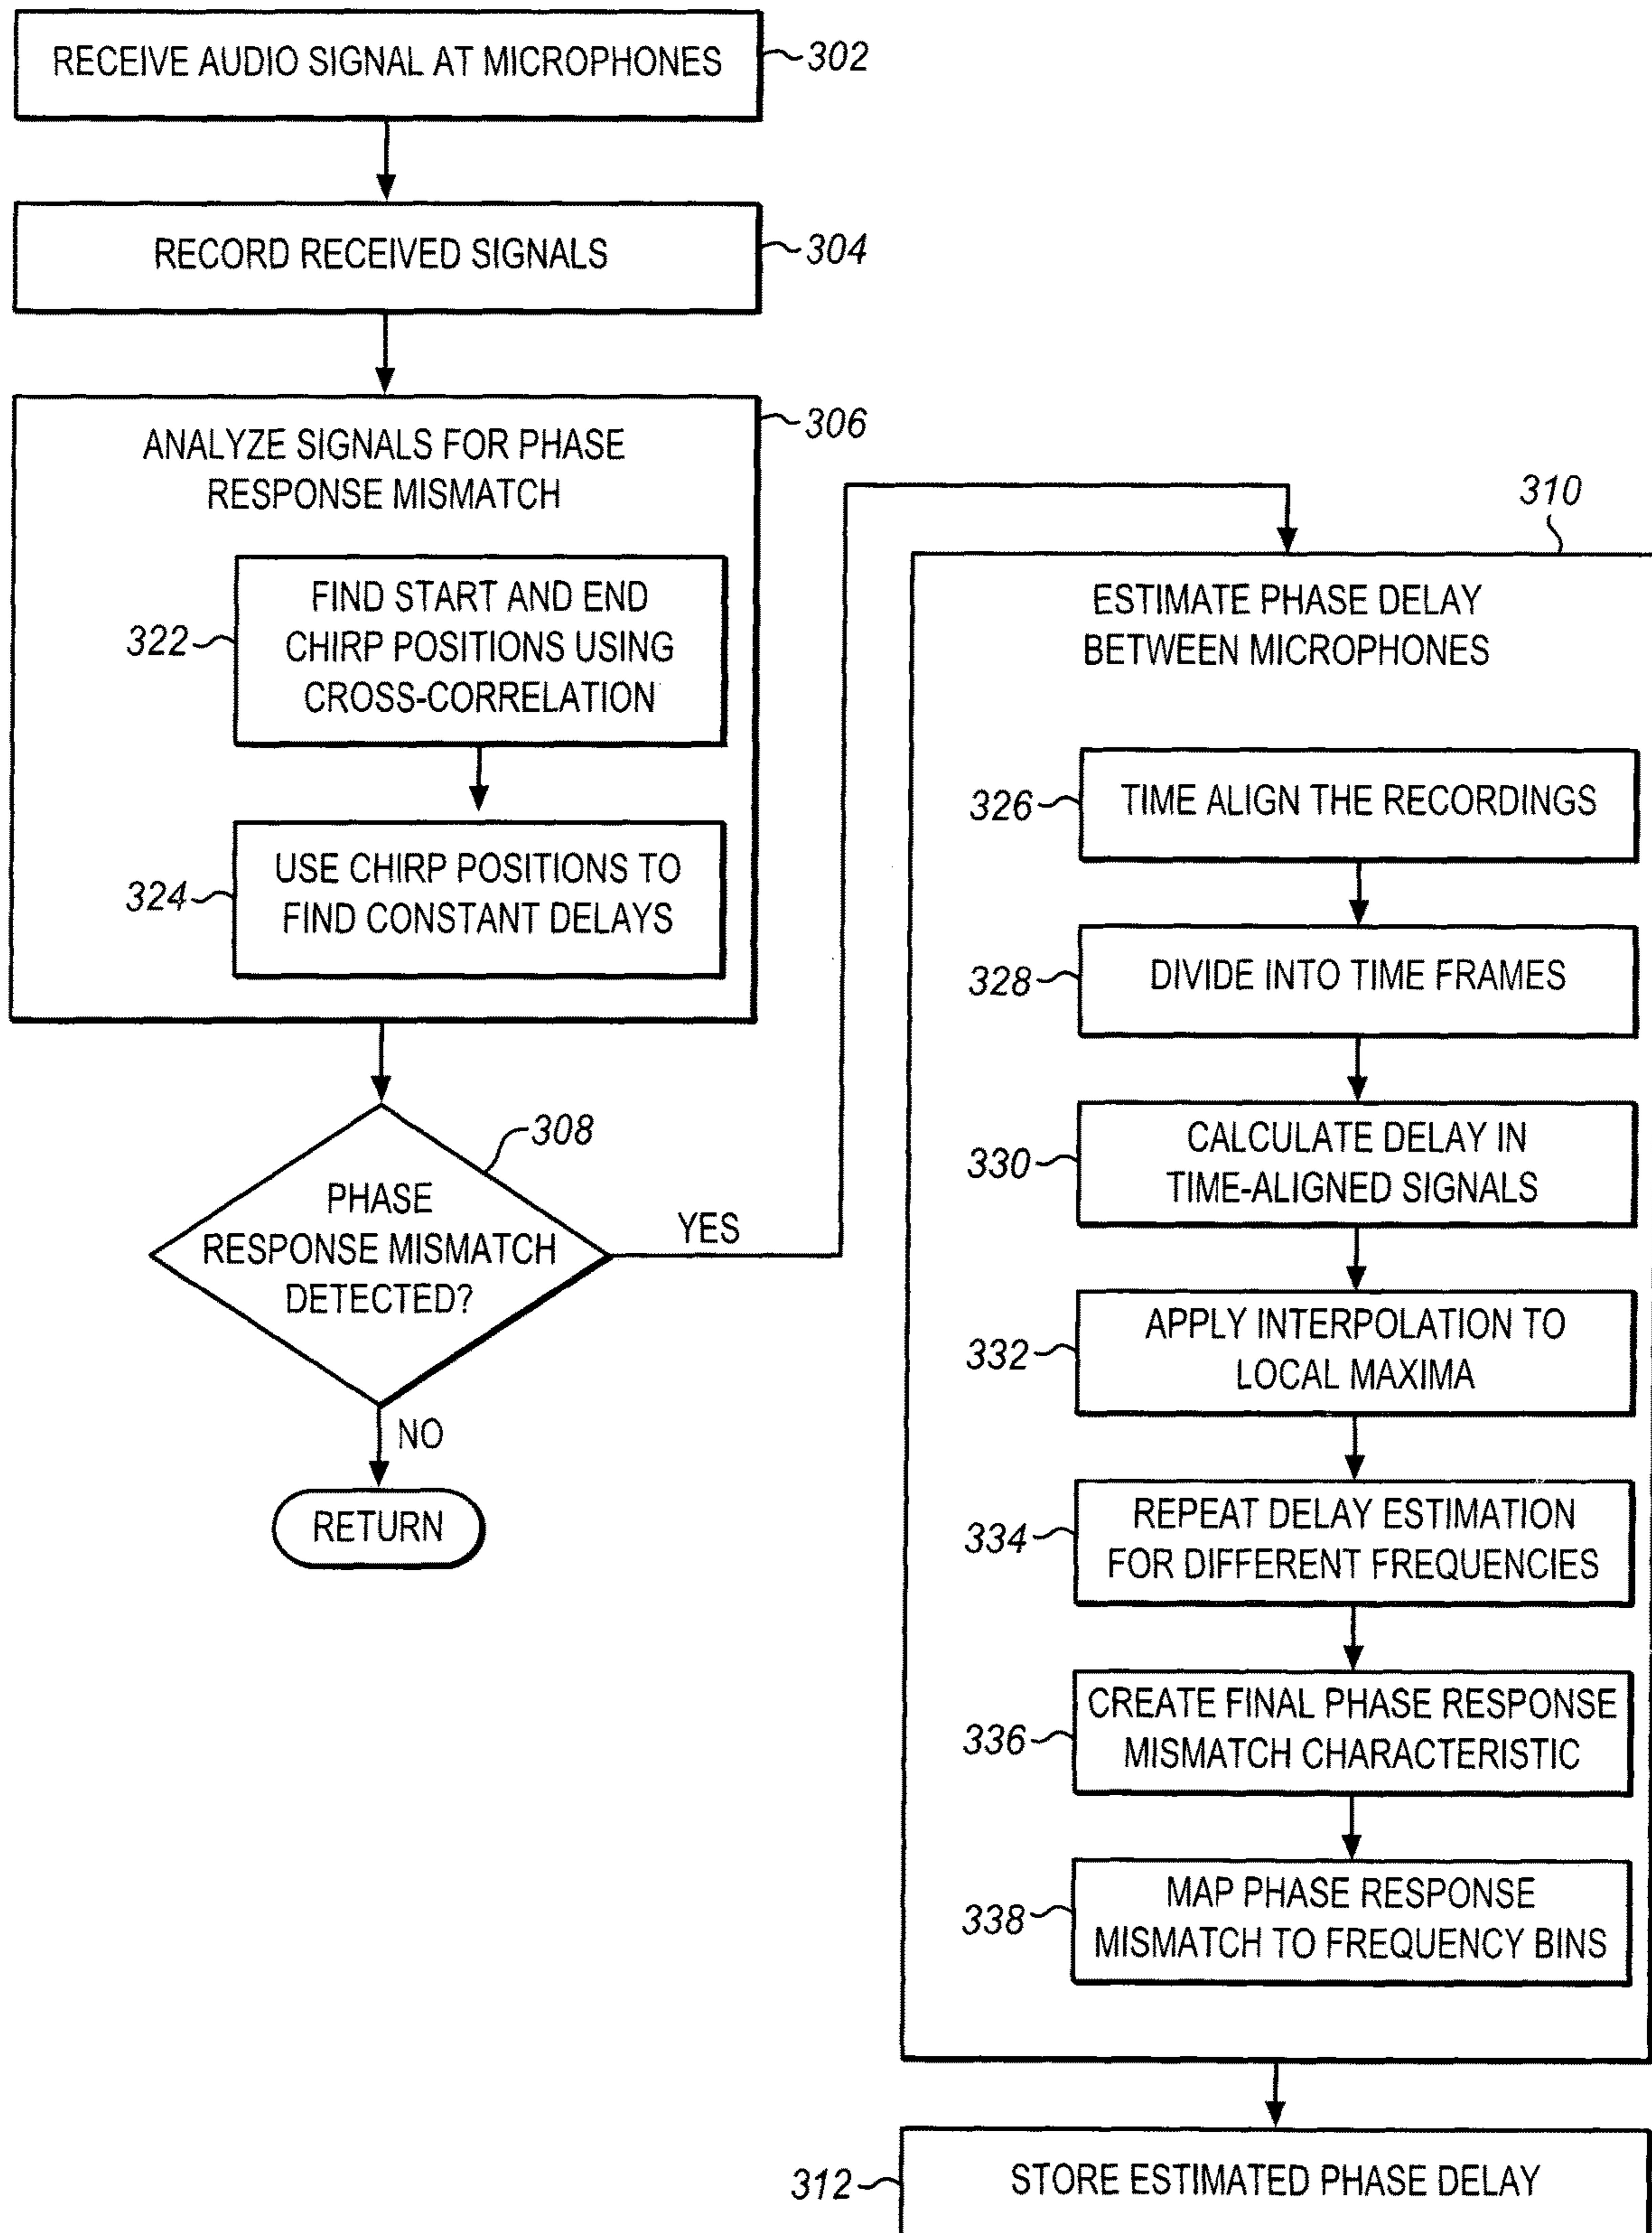 RECEIVE AUDIO SIGNAL AT MICROPHONES
302
RECORD RECEIVED SIGNALS
304
ANALYZE SIGNALS FOR PHASE
RESPONSE MISMATCH
306
322
FIND START AND END
CHIRP POSITIONS USING
CROSS-CORRELATION
324
USE CHIRP POSITIONS TO
FIND CONSTANT DELAYS
308
PHASE
RESPONSE MISMATCH
DETECTED?
YES
NO
RETURN
310
ESTIMATE PHASE DELAY
BETWEEN MICROPHONES
326
TIME ALIGN THE RECORDINGS
328
DIVIDE INTO TIME FRAMES
330
CALCULATE DELAY IN
TIME-ALIGNED SIGNALS
332
APPLY INTERPOLATION TO
LOCAL MAXIMA
334
REPEAT DELAY ESTIMATION
FOR DIFFERENT FREQUENCIES
336
CREATE FINAL PHASE RESPONSE
MISMATCH CHARACTERISTIC
338
MAP PHASE RESPONSE
MISMATCH TO FREQUENCY BINS
312
STORE ESTIMATED PHASE DELAY